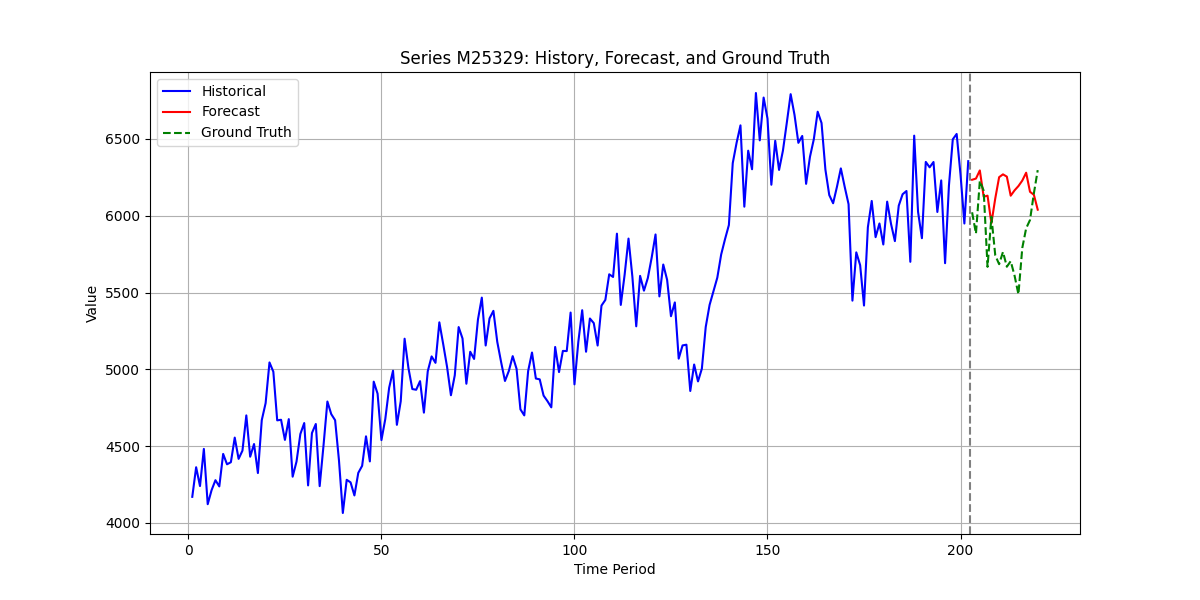 Series M25329: History, Forecast, and Ground Truth
Historical
Forecast
Ground Truth
Value
6500
6000
5500
5000
4500
4000
0 50 100 150 200
Time Period